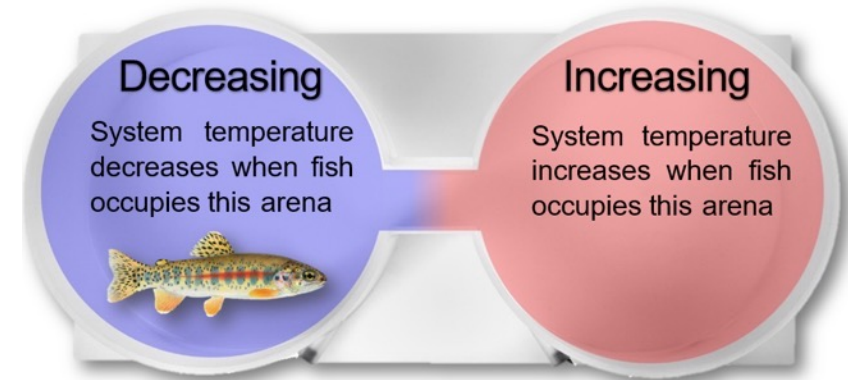 Decreasing
System temperature
decreases when fish
occupies this arena
Increasing
System temperature
increases when fish
occupies this arena